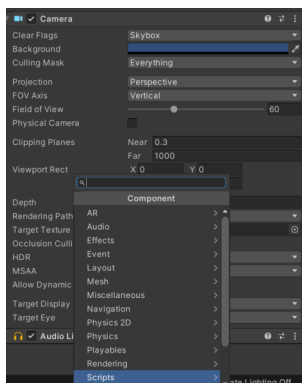 Camera
Clear Flags Skybox
Background
Culling Mask Everything
Projection Perspective
FOV Axis Vertical
Field of View 60
Physical Camera
Clipping Planes Near 0.3
Far 1000
Viewport Rect X 0 Y 0
Component
Depth
AR
Rendering Path
Audio
Target Texture
Effects
Occlusion Culli
Event
HDR
Layout
MSAA
Mesh
Allow Dynamic
Miscellaneous
Navigation
Target Display
Physics 2D
Target Eye
Physics
Audio Li
Playables
Rendering
Scripts
ate Lighting Off